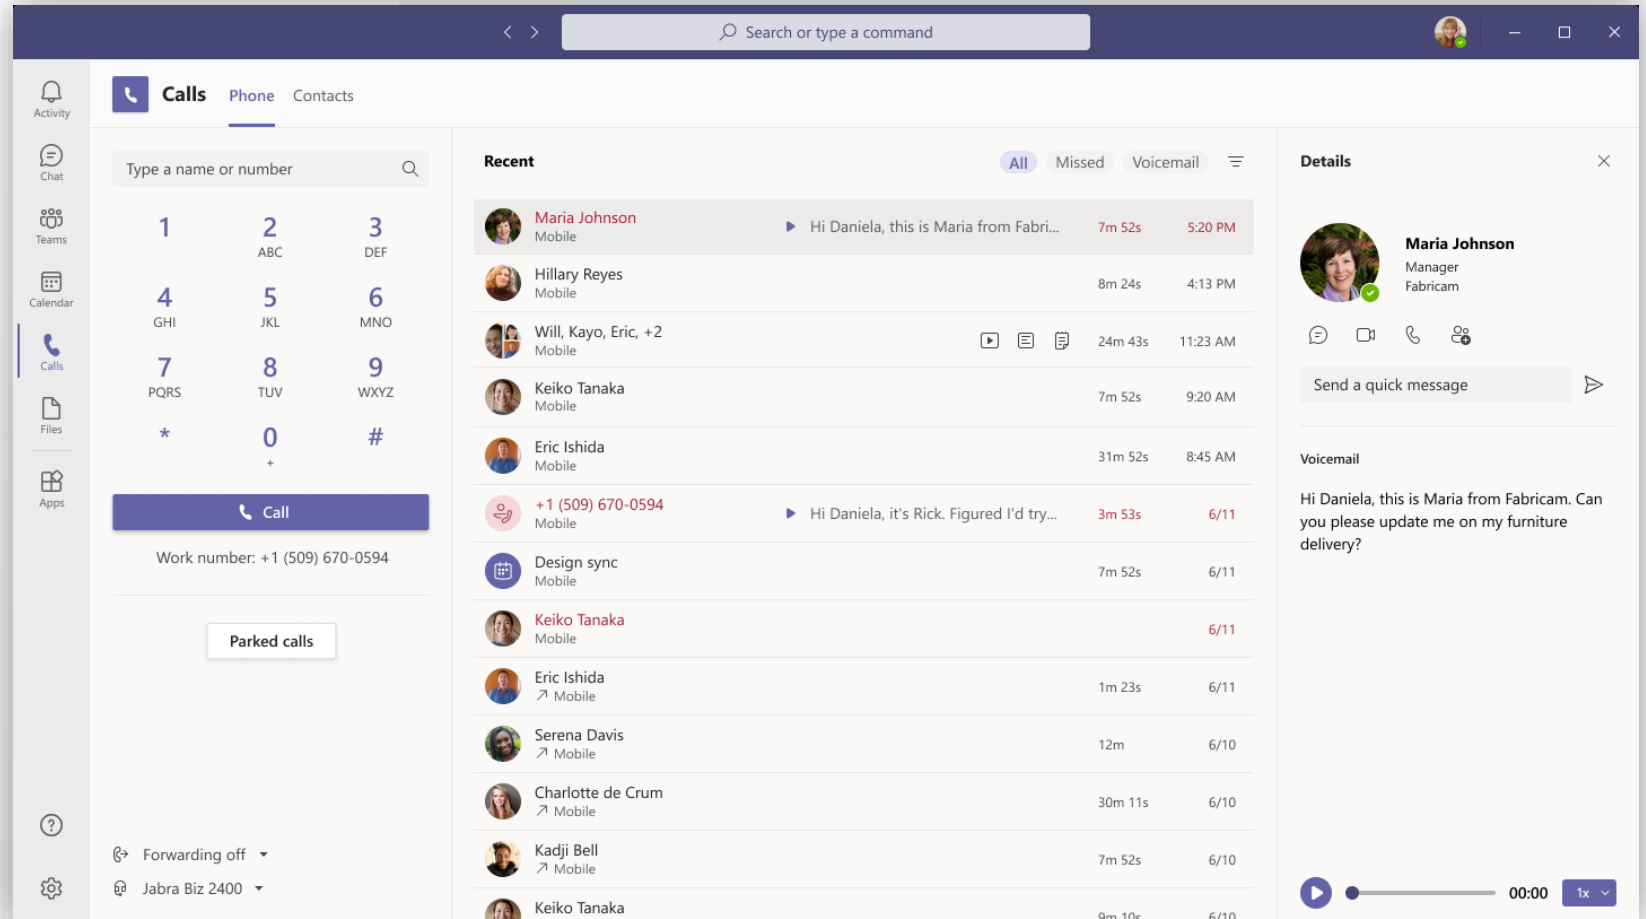 Search or type a command
Activity
Chat
Teams
Calendar
Calls
Files
Apps
Calls Phone Contacts
Type a name or number
1 2 3
ABC DEF
4 5 6
GHI JKL MNO
7 8 9
PQRS TUV WXYZ
* 0 #
+
Call
Work number: +1 (509) 670-0594
Parked calls
Forwarding off
Jabra Biz 2400
Recent All Missed Voicemail
Maria Johnson
Mobile
Hi Daniela, this is Maria from Fabri... 7m 52s 5:20 PM
Hillary Reyes
Mobile
8m 24s 4:13 PM
Will, Kayo, Eric, +2
Mobile
24m 43s 11:23 AM
Keiko Tanaka
Mobile
7m 52s 9:20 AM
Eric Ishida
Mobile
31m 52s 8:45 AM
+1 (509) 670-0594
Mobile
Hi Daniela, it's Rick. Figured I'd try... 3m 53s 6/11
Design sync
Mobile
7m 52s 6/11
Keiko Tanaka
Mobile
6/11
Eric Ishida
Mobile
1m 23s 6/11
Serena Davis
Mobile
12m 6/10
Charlotte de Crum
Mobile
30m 11s 6/10
Kadji Bell
Mobile
7m 52s 6/10
Keiko Tanaka
9m 10s 6/10
Details
Maria Johnson
Manager
Fabricam
Send a quick message
Voicemail
Hi Daniela, this is Maria from Fabricam. Can
you please update me on my furniture
delivery?
00:00 1x